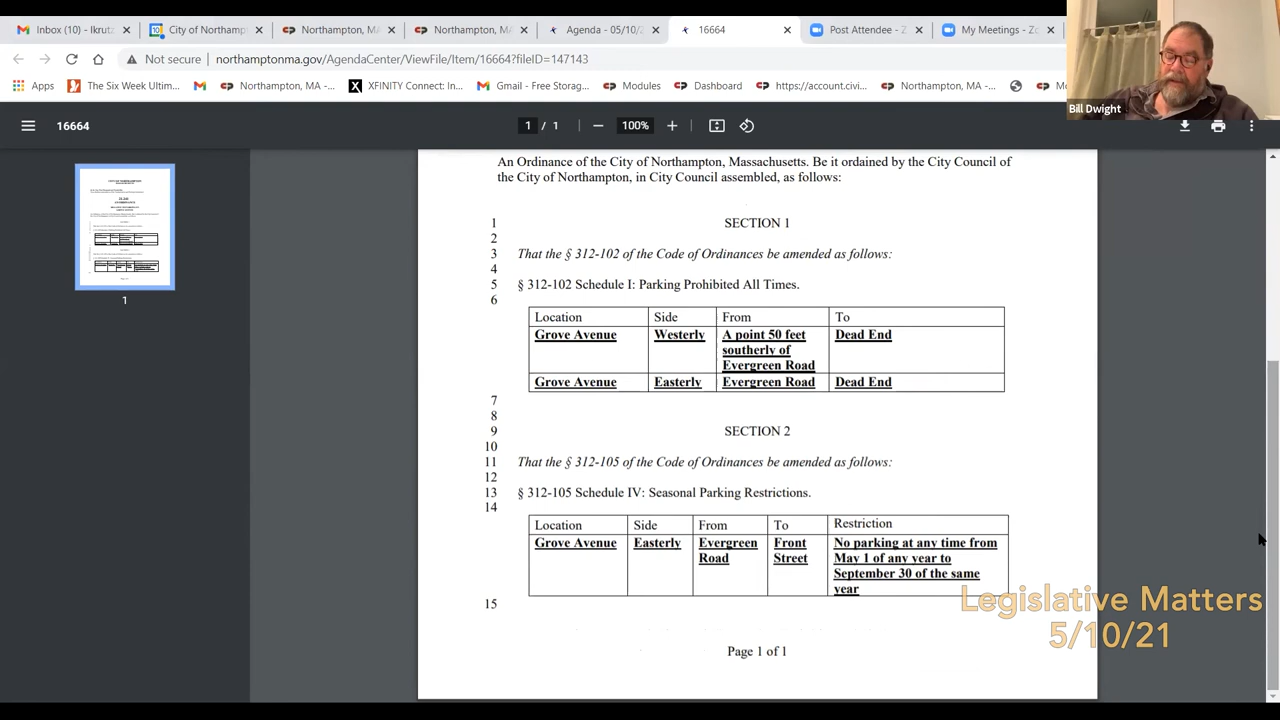 Inbox (10) - lkrutz
City of Northamp
Northampton, M
Northampton, MA
Agenda - 05/10/
16664
Post Attendee - Z
My Meetings - Zo
Not secure
northamptonma.gov/AgendaCenter/ViewFile/Item/16664?fileID=147143
Apps
The Six Week Ultim...
Northampton, MA -...
XFINITY Connect: In...
Gmail - Free Storag...
Modules
Dashboard
https://account.civi...
Northampton, MA -...
Bill Dwight
16664
1 / 1
100%
1
An Ordinance of the City of Northampton, Massachusetts. Be it ordained by the City Council of
the City of Northampton, in City Council assembled, as follows:
1 SECTION 1
2
3 That the § 312-102 of the Code of Ordinances be amended as follows:
4
5 § 312-102 Schedule I: Parking Prohibited All Times.
6
Location Side From To
Grove Avenue Westerly A point 50 feet Dead End
southerly of
Evergreen Road
Grove Avenue Easterly Evergreen Road Dead End
7
8
9 SECTION 2
10
11 That the § 312-105 of the Code of Ordinances be amended as follows:
12
13 § 312-105 Schedule IV: Seasonal Parking Restrictions.
14
Location Side From To Restriction
Grove Avenue Easterly Evergreen Front No parking at any time from
Road Street May 1 of any year to
September 30 of the same
year
15
Page 1 of 1
Legislative Matters
5/10/21